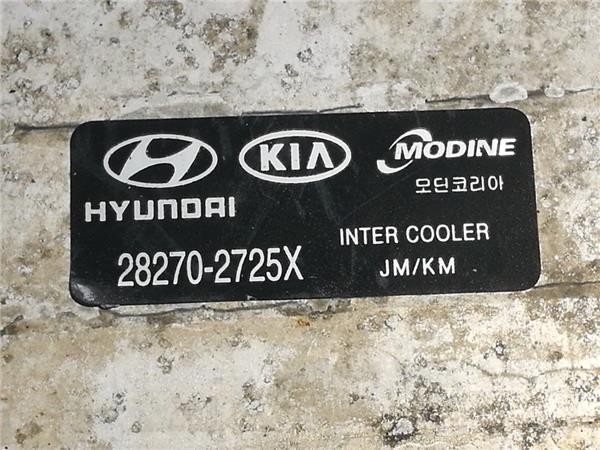 HYUNDAI
KIA
MODINE
모딘코리아
28270-2725X
INTER COOLER
JM/KM